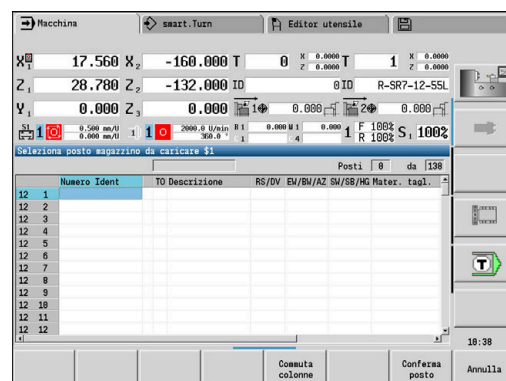 Macchina
smart.Turn
Editor utensile
X 1 17.560 X2 -160.000 T 0 X 0.0000 Z 0.0000 T 1 X 0.0000 Z 0.0000
Z1 28.780 Z2 -132.000 ID 0 ID R-SR7-12-55L
Y1 0.000 Z3 0.000 1 0.000 2 0.000
S1 1 0.500 mm/U 0.000 mm/U 1 1 2000.0 U/min 360.0 ° 1 0.000 U 1 0.000 1 4 1 F 100% R 100% S1 100%
Seleziona posto magazzino da caricare $1
Posti 0 da 138
Numero Ident TO Descrizione RS/DV EW/BW/AZ SW/SB/HG Mater. tagl.
12 1
12 2
12 3
12 4
12 5
12 6
12 7
12 8
12 9
12 10
12 11
12 12
T
10:38
Commuta colonne
Conferma posto
Annulla